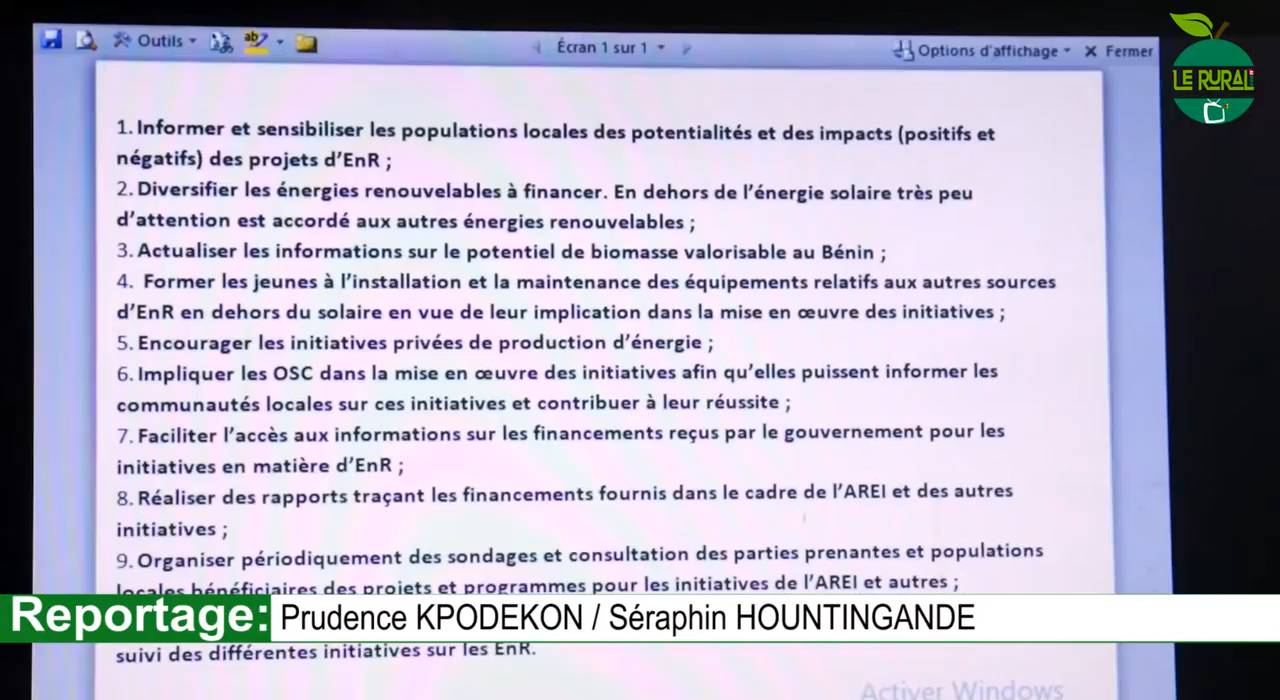 Outils
Écran 1 sur 1
Options d'affichage
Fermer
LE RURAL
1. Informer et sensibiliser les populations locales des potentialités et des impacts (positifs et
négatifs) des projets d'EnR ;
2. Diversifier les énergies renouvelables à financer. En dehors de l'énergie solaire très peu
d'attention est accordé aux autres énergies renouvelables ;
3. Actualiser les informations sur le potentiel de biomasse valorisable au Bénin ;
4. Former les jeunes à l'installation et la maintenance des équipements relatifs aux autres sources
d'EnR en dehors du solaire en vue de leur implication dans la mise en œuvre des initiatives ;
5. Encourager les initiatives privées de production d'énergie ;
6. Impliquer les OSC dans la mise en œuvre des initiatives afin qu'elles puissent informer les
communautés locales sur ces initiatives et contribuer à leur réussite ;
7. Faciliter l'accès aux informations sur les financements reçus par le gouvernement pour les
initiatives en matière d'EnR ;
8. Réaliser des rapports traçant les financements fournis dans le cadre de l'AREI et des autres
initiatives ;
9. Organiser périodiquement des sondages et consultation des parties prenantes et populations
locales bénéficiaires des projets et programmes pour les initiatives de l'AREI et autres ;
Reportage: Prudence KPODEKON / Séraphin HOUNTINGANDE
suivi des différentes initiatives sur les EnR.
Activer Windows